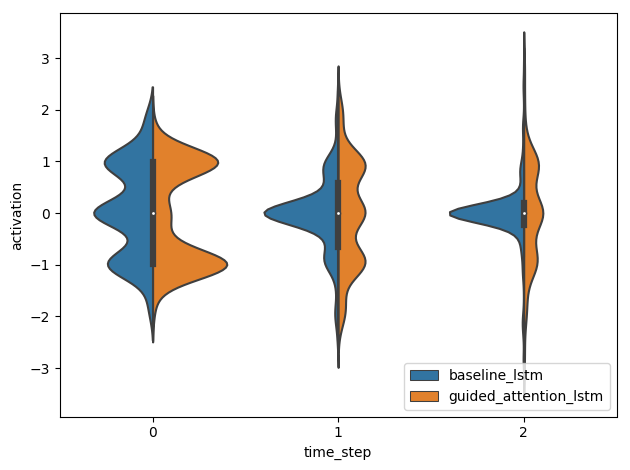 activation
3
2
1
0
−1
−2
−3
baseline_lstm
guided_attention_lstm
0
1
2
time_step